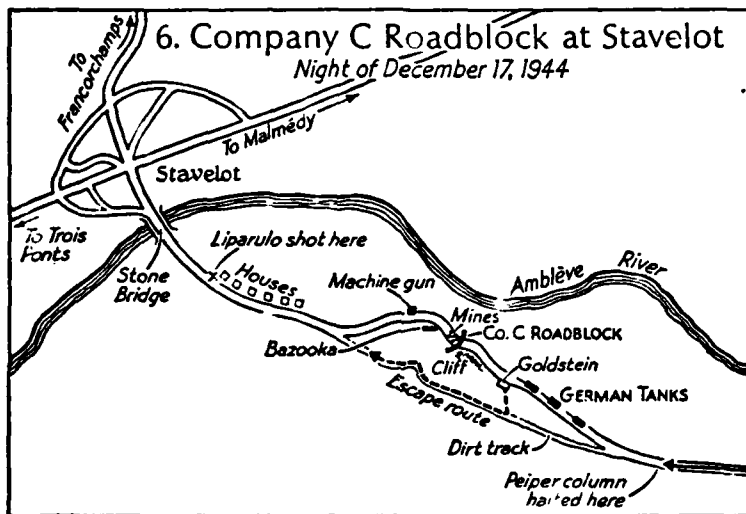 6. Company C Roadblock at Stavelot
Night of December 17, 1944
To
Francorchamps
To Malmédy
Stavelot
To Trois
Ponts
Stone
Bridge
Liparulo shot here
Houses
Machine gun
Amblève River
Mines
Co. C ROADBLOCK
Bazooka
Cliff
Goldstein
GERMAN TANKS
Escape route
Dirt track
Peiper column
halted here